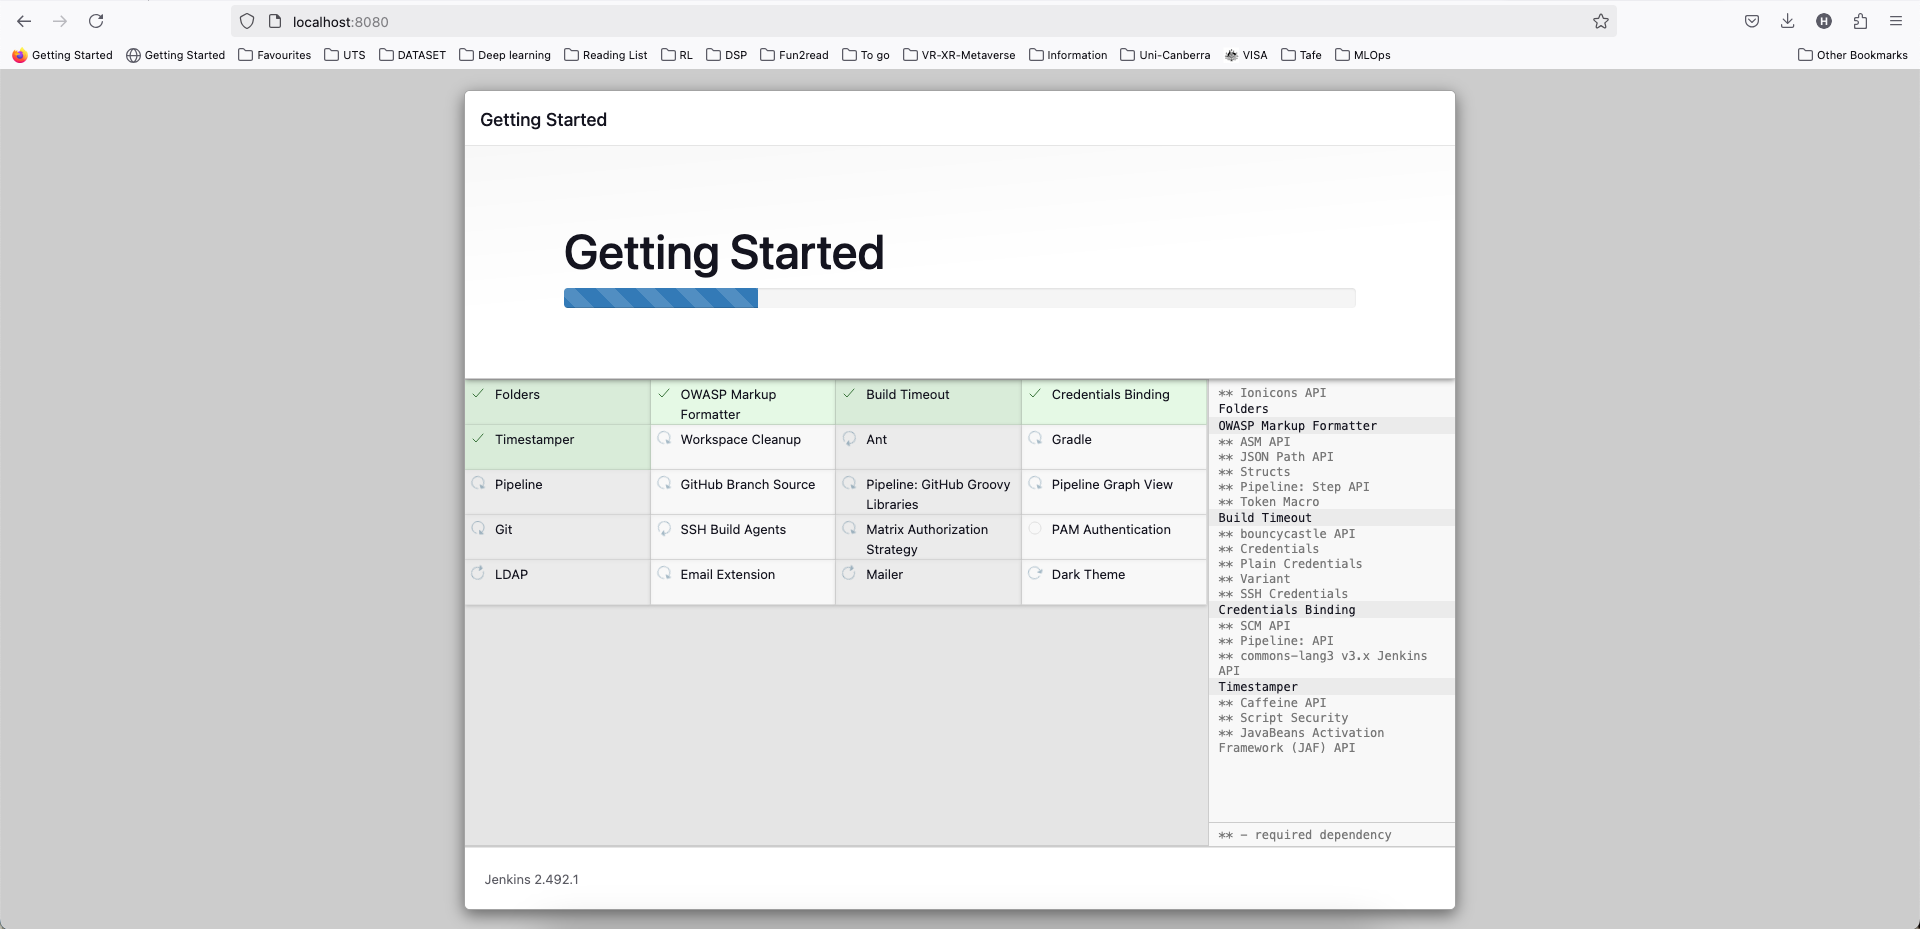 localhost:8080
Getting Started
Getting Started
Favourites
UTS
DATASET
Deep learning
Reading List
RL
DSP
Fun2read
To go
VR-XR-Metaverse
Information
Uni-Canberra
VISA
Tafe
MLOps
Other Bookmarks
Getting Started
Getting Started
Folders
OWASP Markup
Formatter
Build Timeout
Credentials Binding
Timestamper
Workspace Cleanup
Ant
Gradle
Pipeline
GitHub Branch Source
Pipeline: GitHub Groovy
Libraries
Pipeline Graph View
Git
SSH Build Agents
Matrix Authorization
Strategy
PAM Authentication
LDAP
Email Extension
Mailer
Dark Theme
** Ionicons API
Folders
OWASP Markup Formatter
** ASM API
** JSON Path API
** Structs
** Pipeline: Step API
** Token Macro
Build Timeout
** bouncycastle API
** Credentials
** Plain Credentials
** Variant
** SSH Credentials
Credentials Binding
** SCM API
** Pipeline: API
** commons-lang3 v3.x Jenkins
API
Timestamper
** Caffeine API
** Script Security
** JavaBeans Activation
Framework (JAF) API
** - required dependency
Jenkins 2.492.1
H